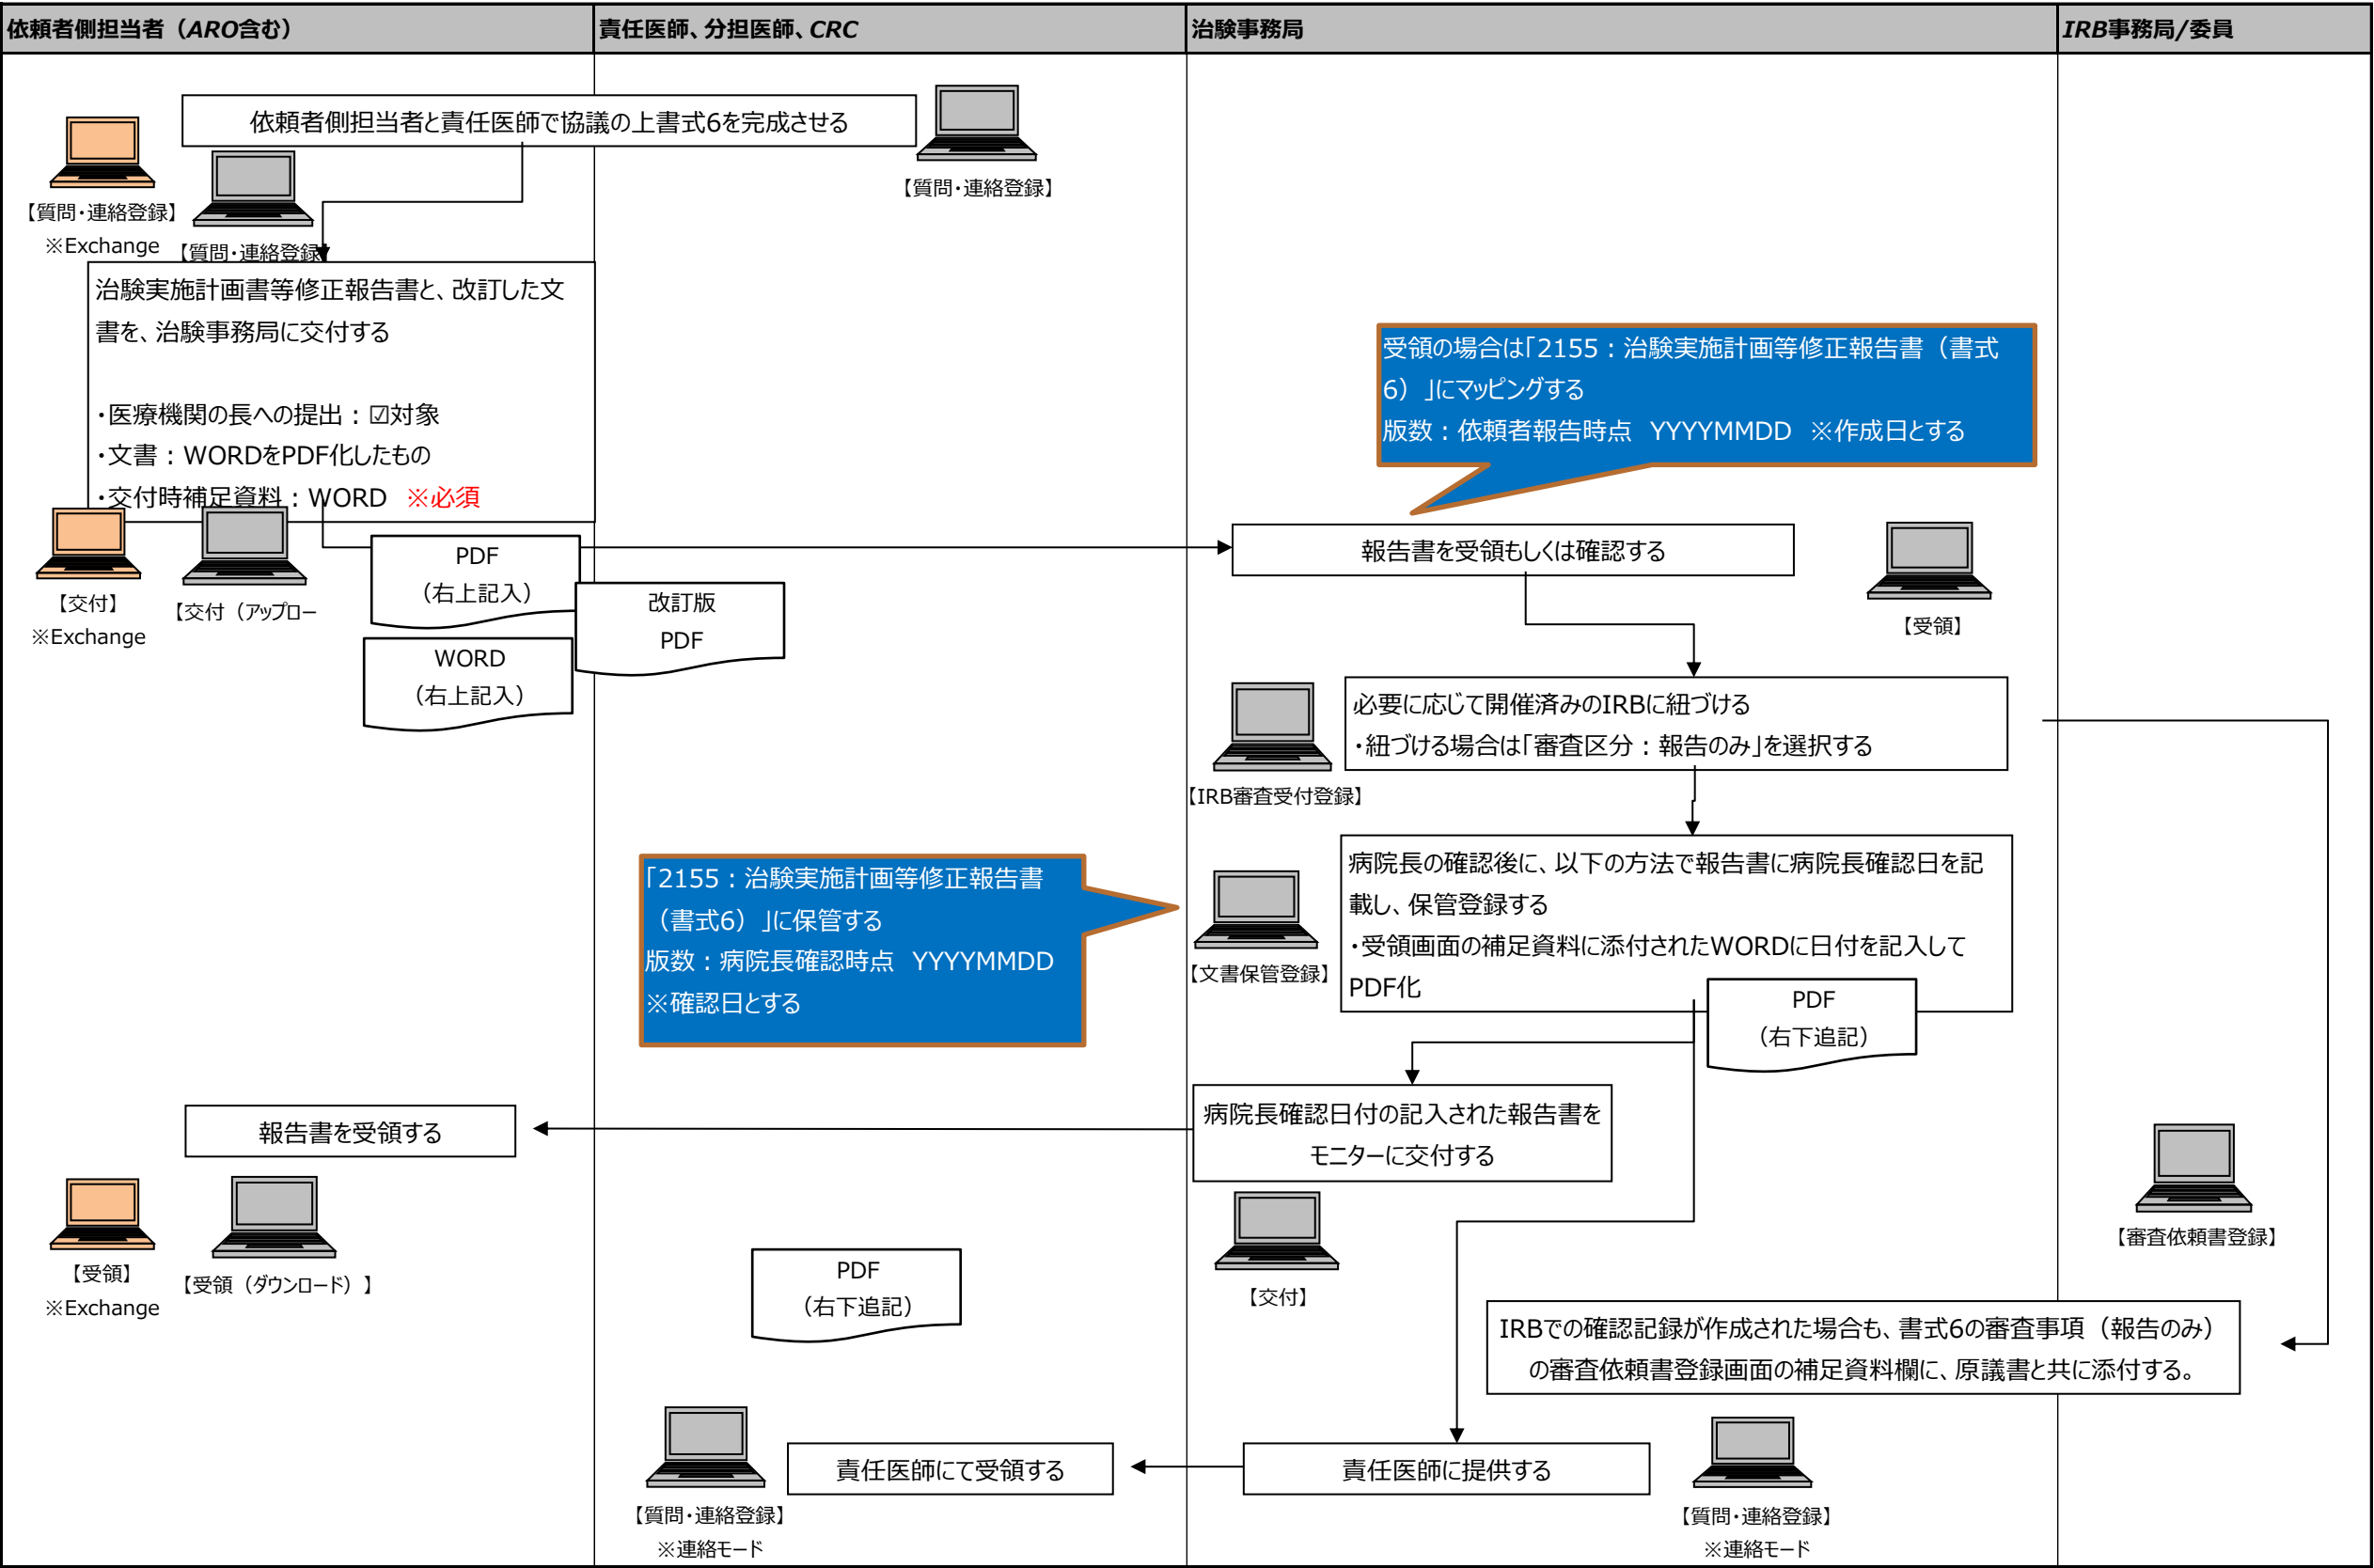 依頼者側担当者（ARO含む）
責任医師、分担医師、CRC
治験事務局
IRB事務局/委員
依頼者側担当者と責任医師で協議の上書式6を完成させる
【質問・連絡登録】
※Exchange
【質問・連絡登録】
【質問・連絡登録】
治験実施計画書等修正報告書と、改訂した文
書を、治験事務局に交付する
・医療機関の長への提出：☑対象
・文書：WORDをPDF化したもの
・交付時補足資料：WORD　※必須
【交付】
※Exchange
【交付（アップロー
PDF
（右上記入）
改訂版
PDF
WORD
（右上記入）
受領の場合は「2155：治験実施計画等修正報告書（書式
6）」にマッピングする
版数：依頼者報告時点　YYYYMMDD　※作成日とする
報告書を受領もしくは確認する
【受領】
必要に応じて開催済みのIRBに紐づける
・紐づける場合は「審査区分：報告のみ」を選択する
【IRB審査受付登録】
「2155：治験実施計画等修正報告書
（書式6）」に保管する
版数：病院長確認時点　YYYYMMDD
※確認日とする
病院長の確認後に、以下の方法で報告書に病院長確認日を記
載し、保管登録する
・受領画面の補足資料に添付されたWORDに日付を記入して
PDF化
【文書保管登録】
PDF
（右下追記）
病院長確認日付の記入された報告書を
モニターに交付する
【交付】
報告書を受領する
【受領】
※Exchange
【受領（ダウンロード）】
PDF
（右下追記）
【審査依頼書登録】
IRBでの確認記録が作成された場合も、書式6の審査事項（報告のみ）
の審査依頼書登録画面の補足資料欄に、原議書と共に添付する。
責任医師に提供する
【質問・連絡登録】
※連絡モード
責任医師にて受領する
【質問・連絡登録】
※連絡モード